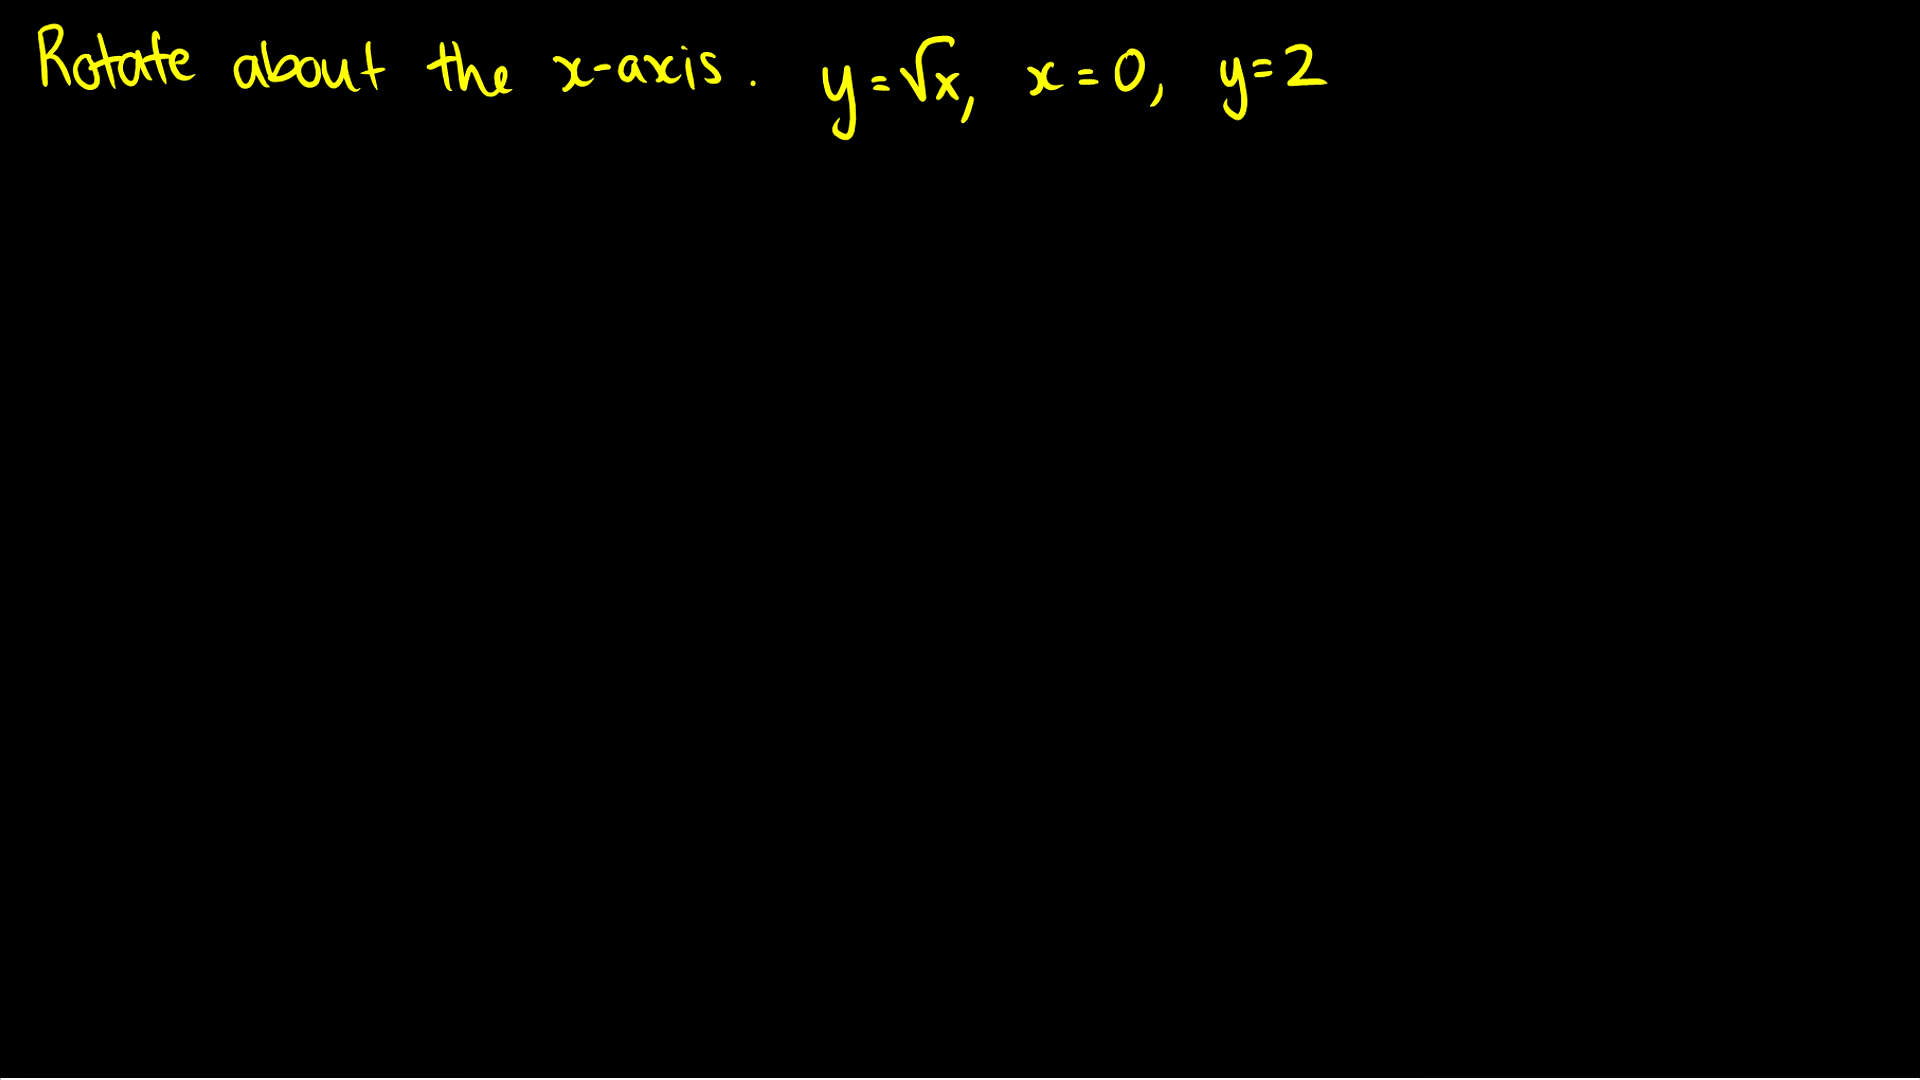 Rotate about the x-axis. y=√x, x=0, y=2